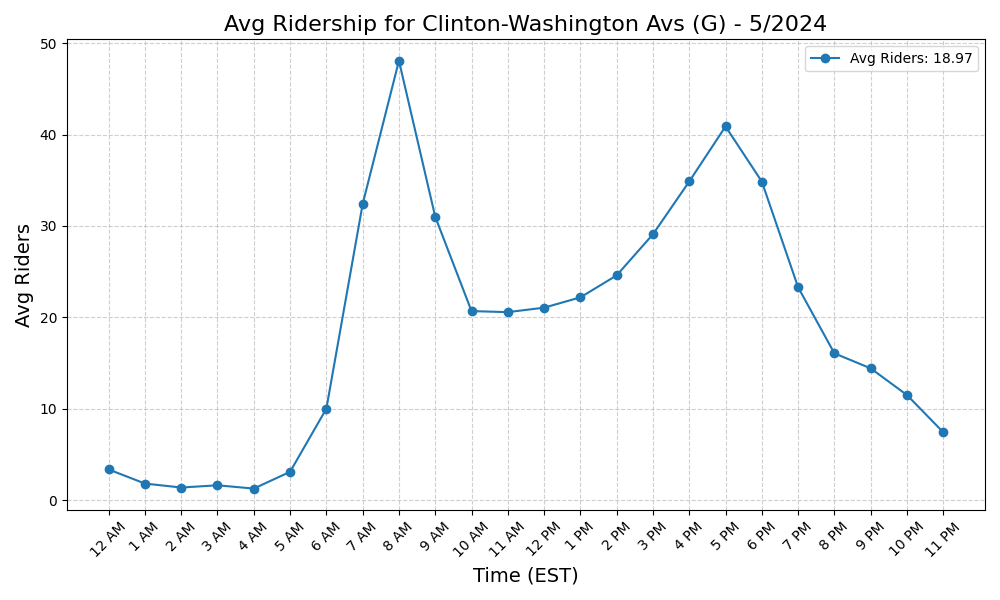 Avg Ridership for Clinton-Washington Avs (G) - 5/2024
Avg Riders: 18.97
Avg Riders
50
40
30
20
10
0
12 AM
1 AM
2 AM
3 AM
4 AM
5 AM
6 AM
7 AM
8 AM
9 AM
10 AM
11 AM
12 PM
1 PM
2 PM
3 PM
4 PM
5 PM
6 PM
7 PM
8 PM
9 PM
10 PM
11 PM
Time (EST)